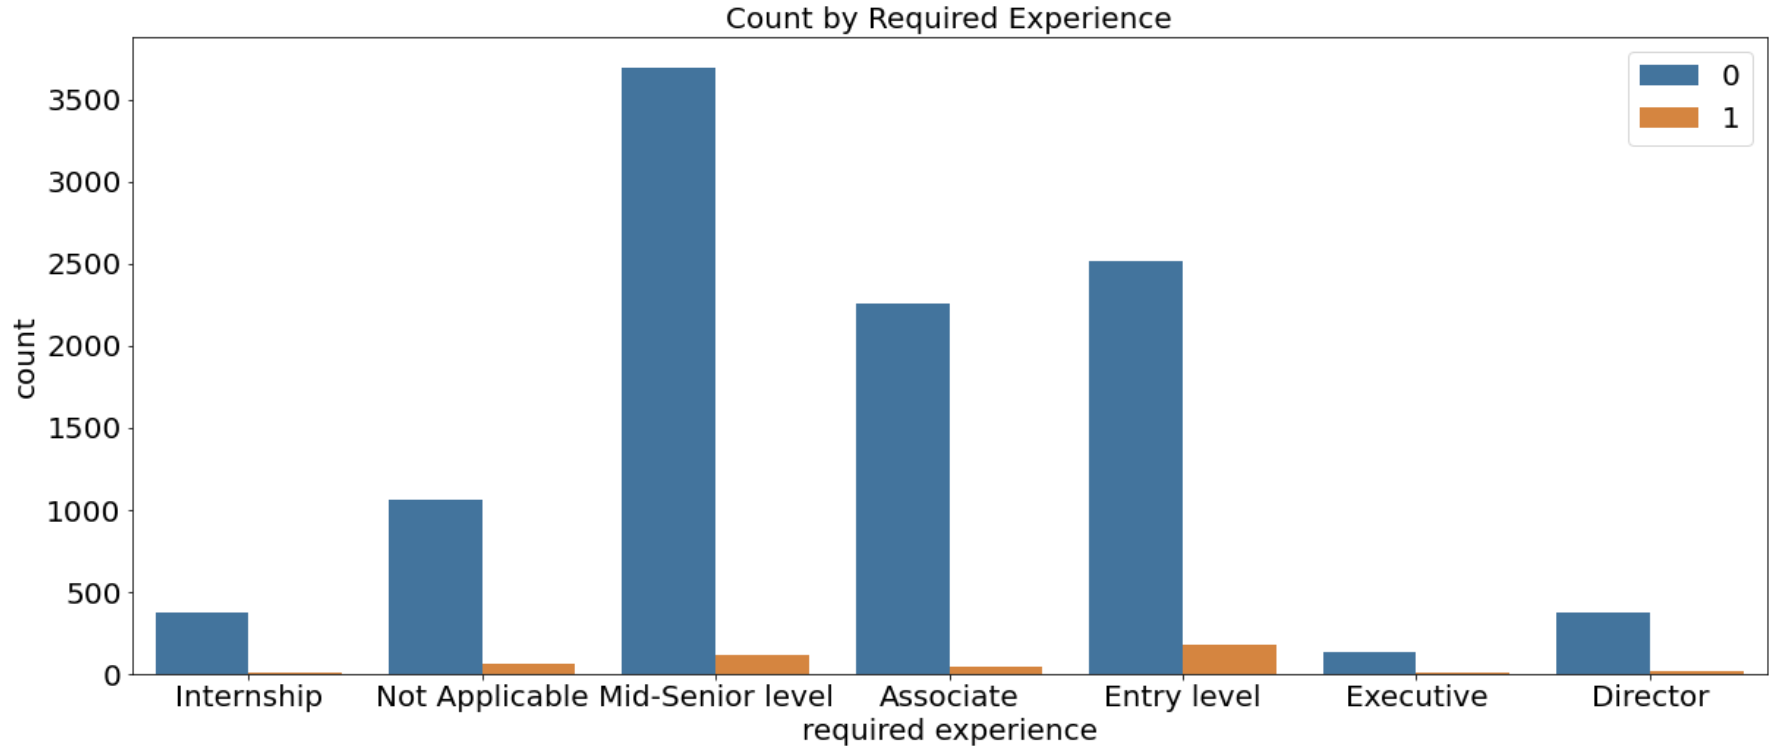 Count by Required Experience
0
1
3500
3000
2500
2000
1500
1000
500
0
count
Internship Not Applicable Mid-Senior level Associate Entry level Executive Director
required experience